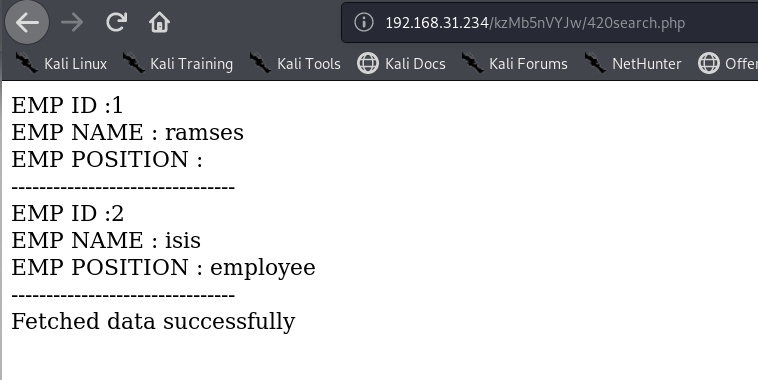 192.168.31.234/kzMb5nVYJw/420search.php
Kali Linux Kali Training Kali Tools Kali Docs Kali Forums NetHunter Offe
EMP ID :1
EMP NAME : ramses
EMP POSITION :
--------------------------------
EMP ID :2
EMP NAME : isis
EMP POSITION : employee
--------------------------------
Fetched data successfully